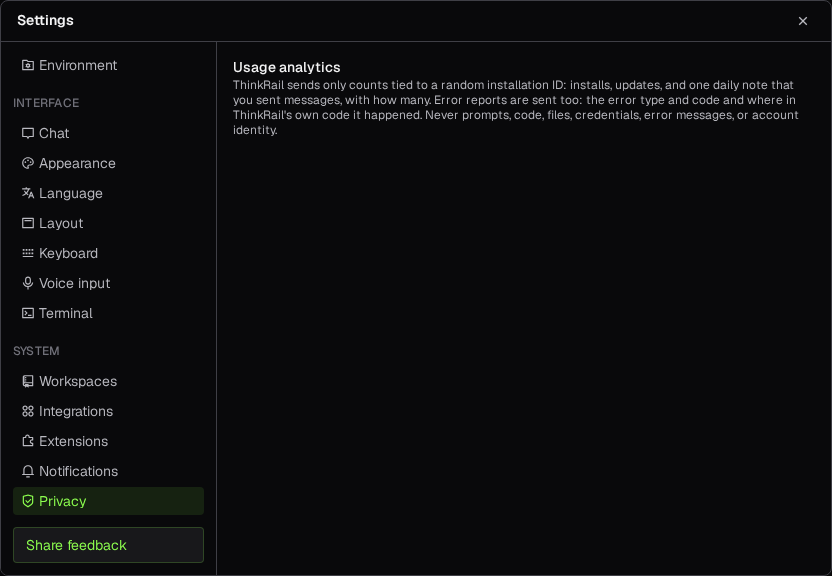 Settings
Environment
INTERFACE
Chat
Appearance
Language
Layout
Keyboard
Voice input
Terminal
SYSTEM
Workspaces
Integrations
Extensions
Notifications
Privacy
Share feedback
Usage analytics
ThinkRail sends only counts tied to a random installation ID: installs, updates, and one daily note that
you sent messages, with how many. Error reports are sent too: the error type and code and where in
ThinkRail's own code it happened. Never prompts, code, files, credentials, error messages, or account
identity.